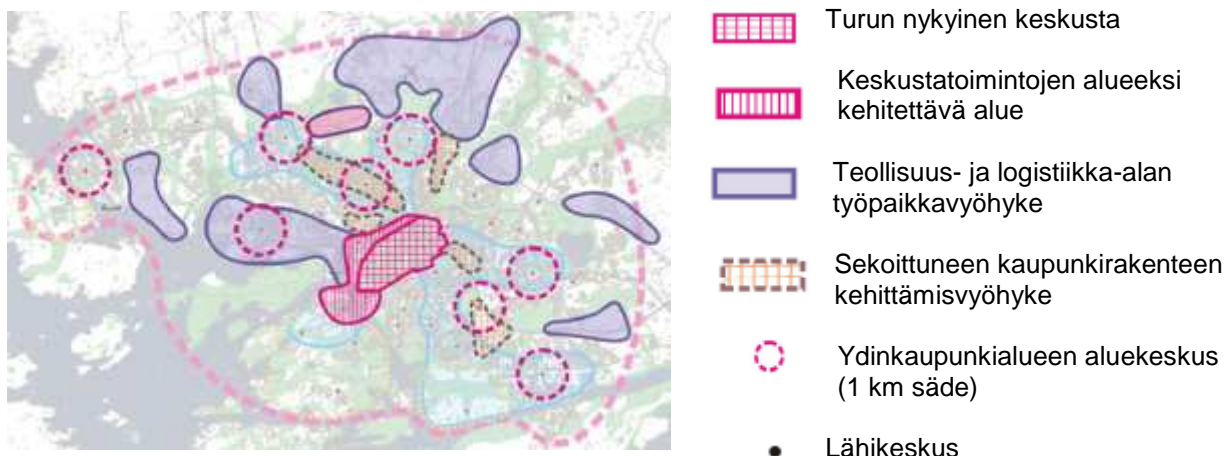 Turun nykyinen keskusta
Keskustatoimintojen alueeksi
kehitettävä alue
Teollisuus- ja logistiikka-alan
työpaikkavyöhyke
Sekoittuneen kaupunkirakenteen
kehittämisvyöhyke
Ydinkaupunkialueen aluekeskus
(1 km säde)
Lähikeskus